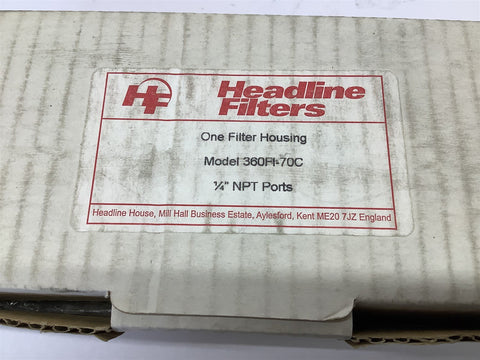 HF
Headline
Filters
One Filter Housing
Model 360FI-70C
¼" NPT Ports
Headline House, Mill Hall Business Estate, Aylesford, Kent ME20 7JZ England